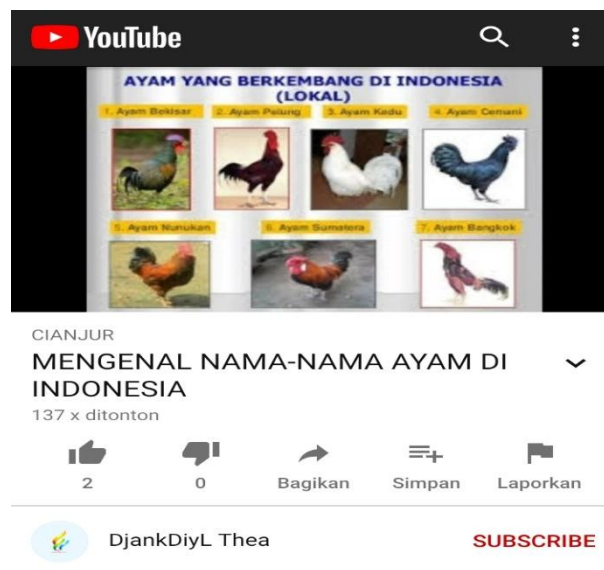 YouTube
AYAM YANG BERKEMBANG DI INDONESIA
(LOKAL)
1. Ayam Bekisar
2. Ayam Pelung
3. Ayam Kedu
4. Ayam Cemani
5. Ayam Nunukan
6. Ayam Sumatera
7. Ayam Bangkok
CIANJUR
MENGENAL NAMA-NAMA AYAM DI
INDONESIA
137 x ditonton
2
0
Bagikan
Simpan
Laporkan
DjankDiyL Thea
SUBSCRIBE